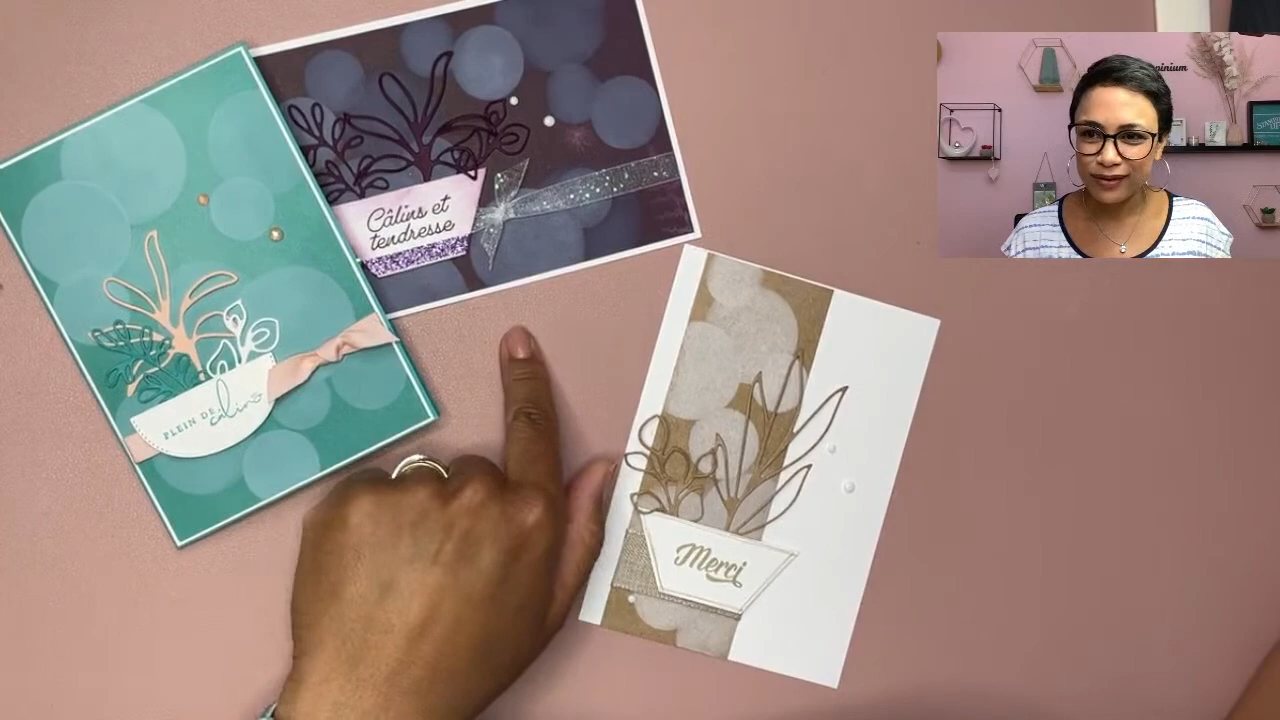 Câlins et
tendresse
PLEIN DE
câlins
Merci